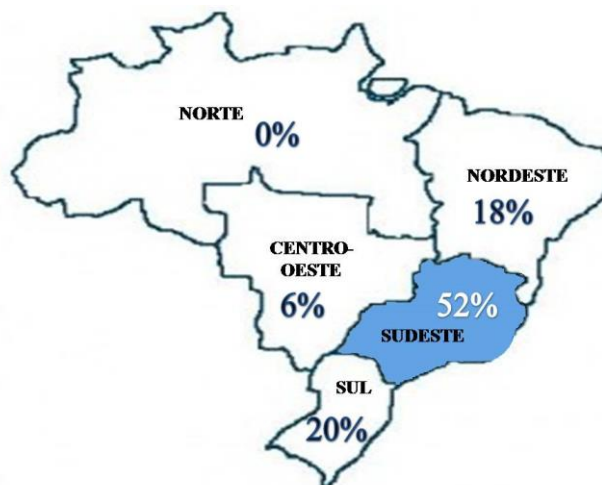 NORTE
0%
NORDESTE
18%
CENTRO-
OESTE
6%
52%
SUDESTE
SUL
20%